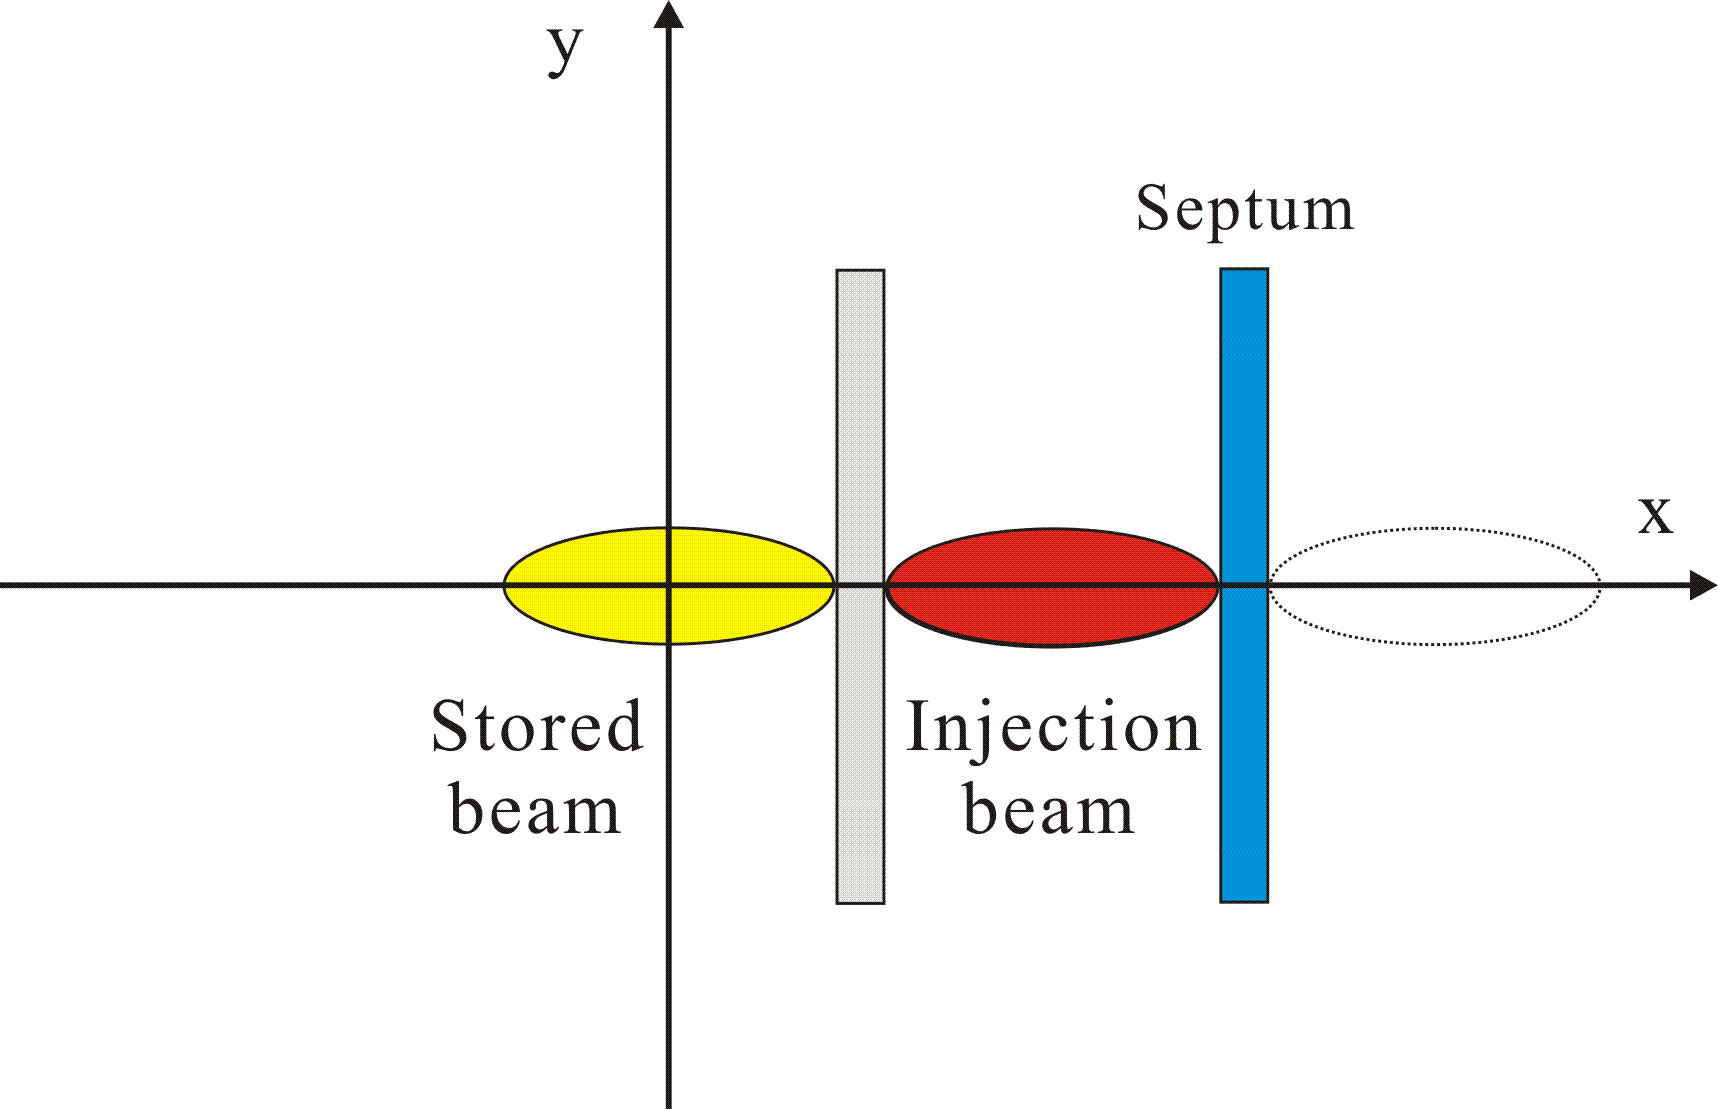 y
Septum
x
Stored
beam
Injection
beam